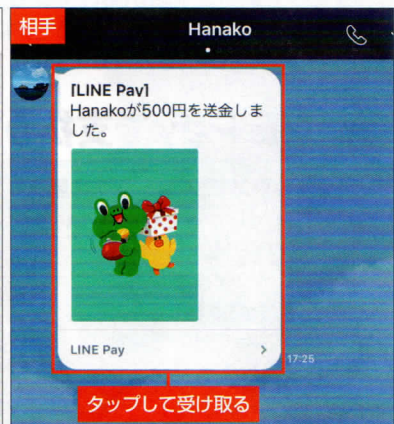 相手
Hanako
[LINE Pay]
Hanakoが500円を送金しま
した。
LINE Pay
17:25
タップして受け取る